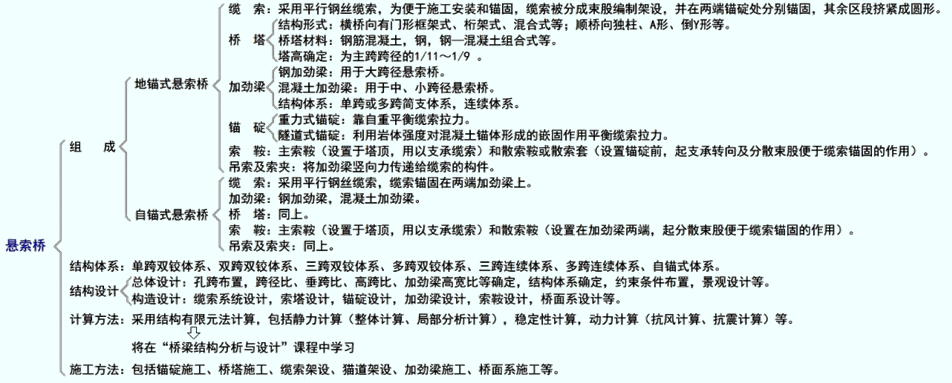 缆　索：采用平行钢丝缆索，为便于施工安装和锚固，缆索被分成束股编制架设，并在两端锚碇处分别锚固，其余区段挤紧成圆形。
结构形式：横桥向有门形框架式、桁架式、混合式等；顺桥向独柱、A形、倒Y形等。
桥　塔
桥塔材料：钢筋混凝土，钢，钢—混凝土组合式等。
塔高确定：为主跨跨径的1/11～1/9 。
地锚式悬索桥
钢加劲梁：用于大跨径悬索桥。
加劲梁
混凝土加劲梁：用于中、小跨径悬索桥。
结构体系：单跨或多跨简支体系，连续体系。
重力式锚碇：靠自重平衡缆索拉力。
锚　碇
隧道式锚碇：利用岩体强度对混凝土锚体形成的嵌固作用平衡缆索拉力。
组　成
索　鞍：主索鞍（设置于塔顶，用以支承缆索）和散索鞍或散索套（设置锚碇前，起支承转向及分散束股便于缆索锚固的作用）。
吊索及索夹：将加劲梁竖向力传递给缆索的构件。
缆　索：采用平行钢丝缆索，缆索锚固在两端加劲梁上。
加劲梁：钢加劲梁，混凝土加劲梁。
自锚式悬索桥
桥　塔：同上。
索　鞍：主索鞍（设置于塔顶，用以支承缆索）和散索鞍（设置在加劲梁两端，起分散束股便于缆索锚固的作用）。
吊索及索夹：同上。
悬索桥
结构体系：单跨双铰体系、双跨双铰体系、三跨双铰体系、多跨双铰体系、三跨连续体系、多跨连续体系、自锚式体系。
结构设计
总体设计：孔跨布置，跨径比、垂跨比、高跨比、加劲梁高宽比等确定，结构体系确定，约束条件布置，景观设计等。
构造设计：缆索系统设计，索塔设计，锚碇设计，加劲梁设计，索鞍设计，桥面系设计等。
计算方法：采用结构有限元法计算，包括静力计算（整体计算、局部分析计算），稳定性计算，动力计算（抗风计算、抗震计算）等。
将在“桥梁结构分析与设计”课程中学习
施工方法：包括锚碇施工、桥塔施工、缆索架设、猫道架设、加劲梁施工、桥面系施工等。